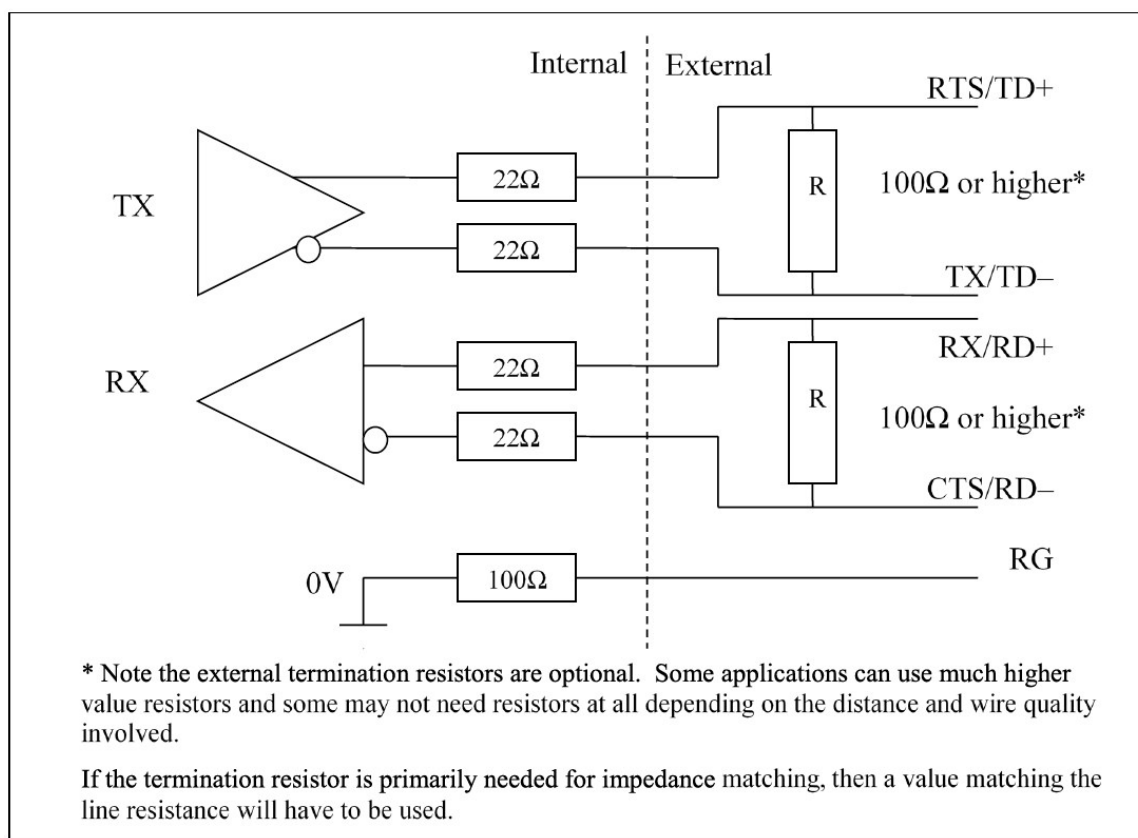 Internal
External
RTS/TD+
TX
22Ω
R
100Ω or higher*
22Ω
TX/TD–
RX/RD+
RX
22Ω
R
100Ω or higher*
22Ω
CTS/RD–
RG
0V
100Ω
* Note the external termination resistors are optional.  Some applications can use much higher
value resistors and some may not need resistors at all depending on the distance and wire quality
involved.
If the termination resistor is primarily needed for impedance matching, then a value matching the
line resistance will have to be used.